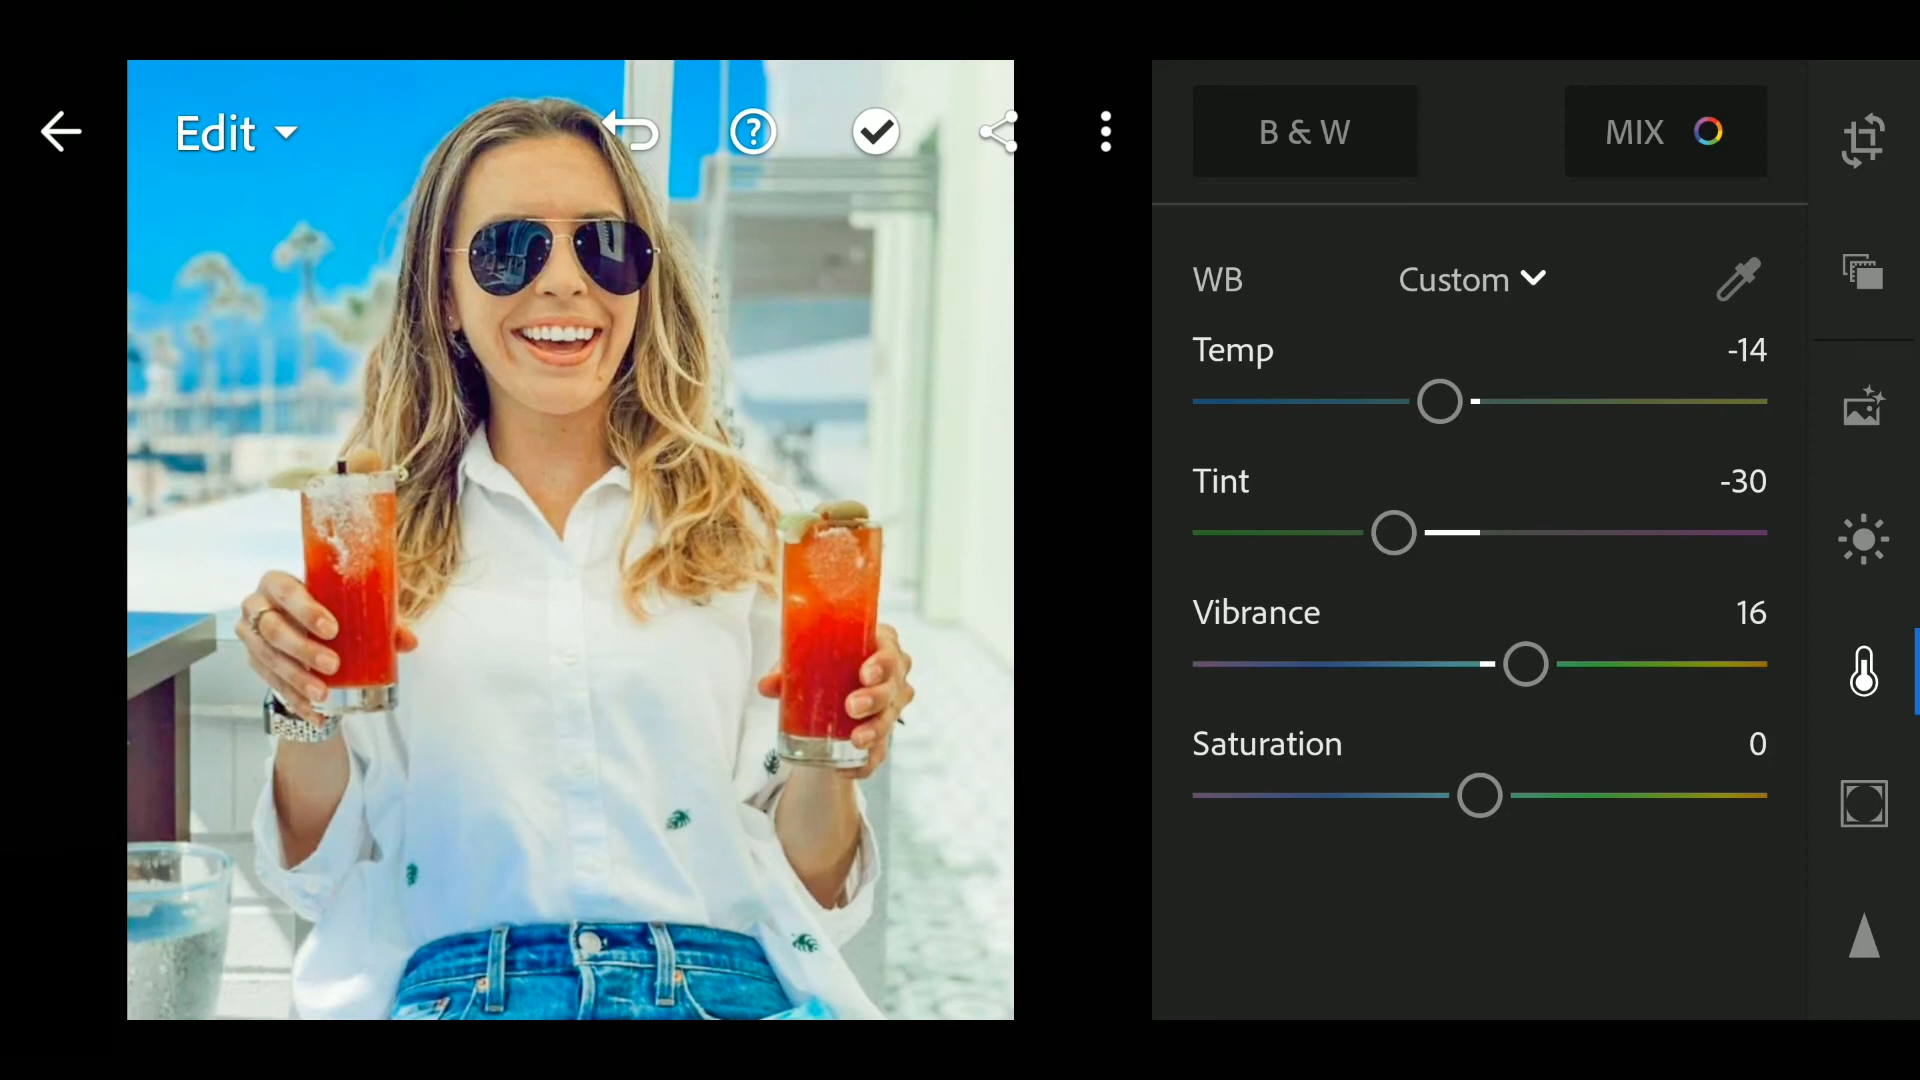 Edit
?
B & W
MIX
WB
Custom
Temp
-14
Tint
-30
Vibrance
16
Saturation
0